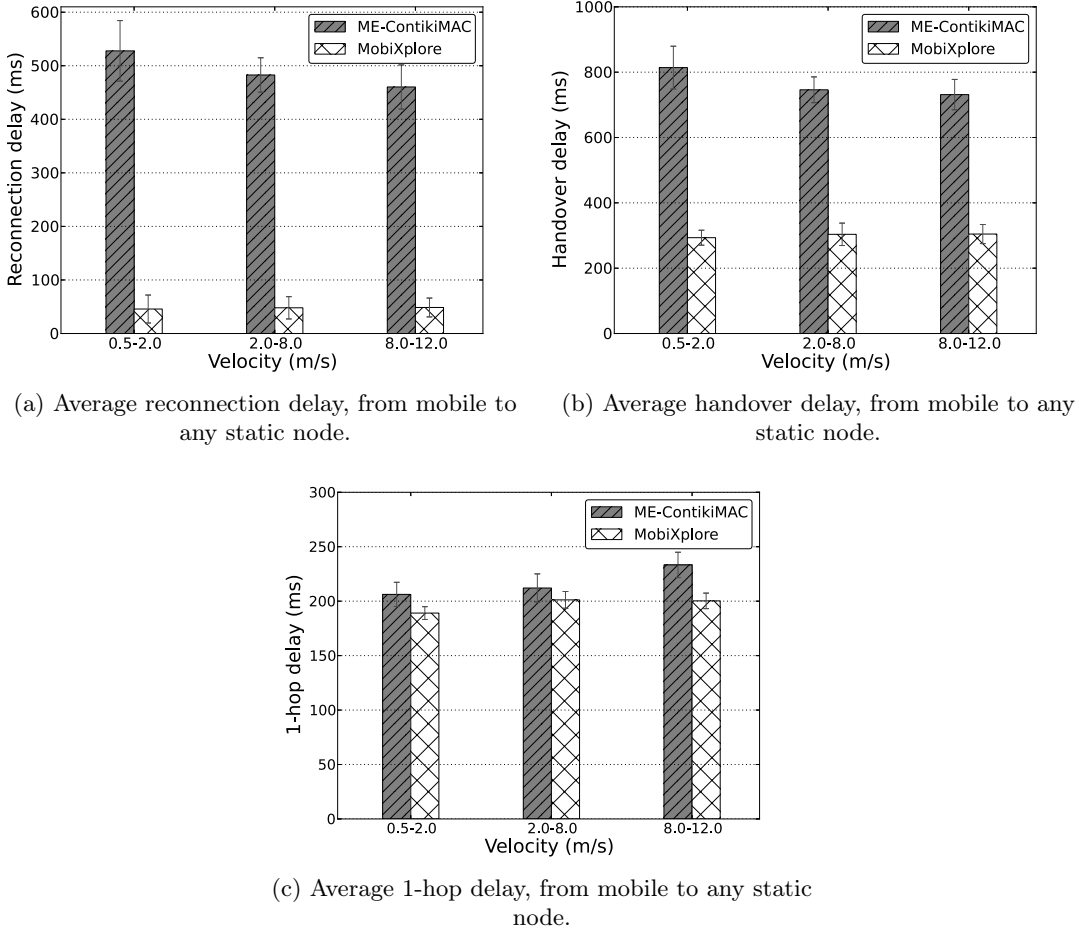 600
500
400
300
200
100
0
Reconnection delay (ms)
ME-ContikiMAC
MobiXplore
0.5-2.0 2.0-8.0 8.0-12.0
Velocity (m/s)
(a) Average reconnection delay, from mobile to
any static node.
1000
800
600
400
200
0
Handover delay (ms)
ME-ContikiMAC
MobiXplore
0.5-2.0 2.0-8.0 8.0-12.0
Velocity (m/s)
(b) Average handover delay, from mobile to any
static node.
300
250
200
150
100
50
0
1-hop delay (ms)
ME-ContikiMAC
MobiXplore
0.5-2.0 2.0-8.0 8.0-12.0
Velocity (m/s)
(c) Average 1-hop delay, from mobile to any static
node.